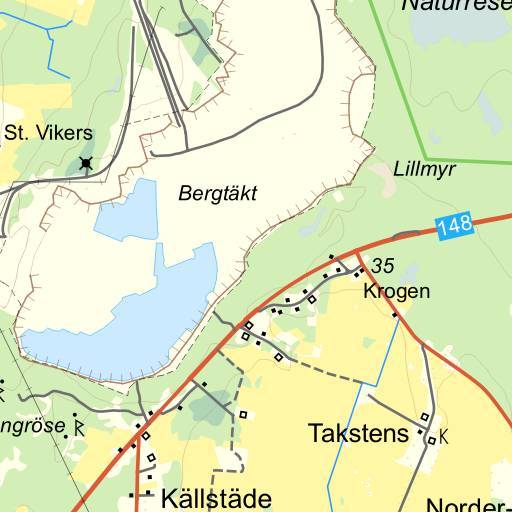 Naturrese
St. Vikers
Lillmyr
Bergtäkt
148
35
Krogen
ngröse
Takstens
K
Källstäde
Norder-